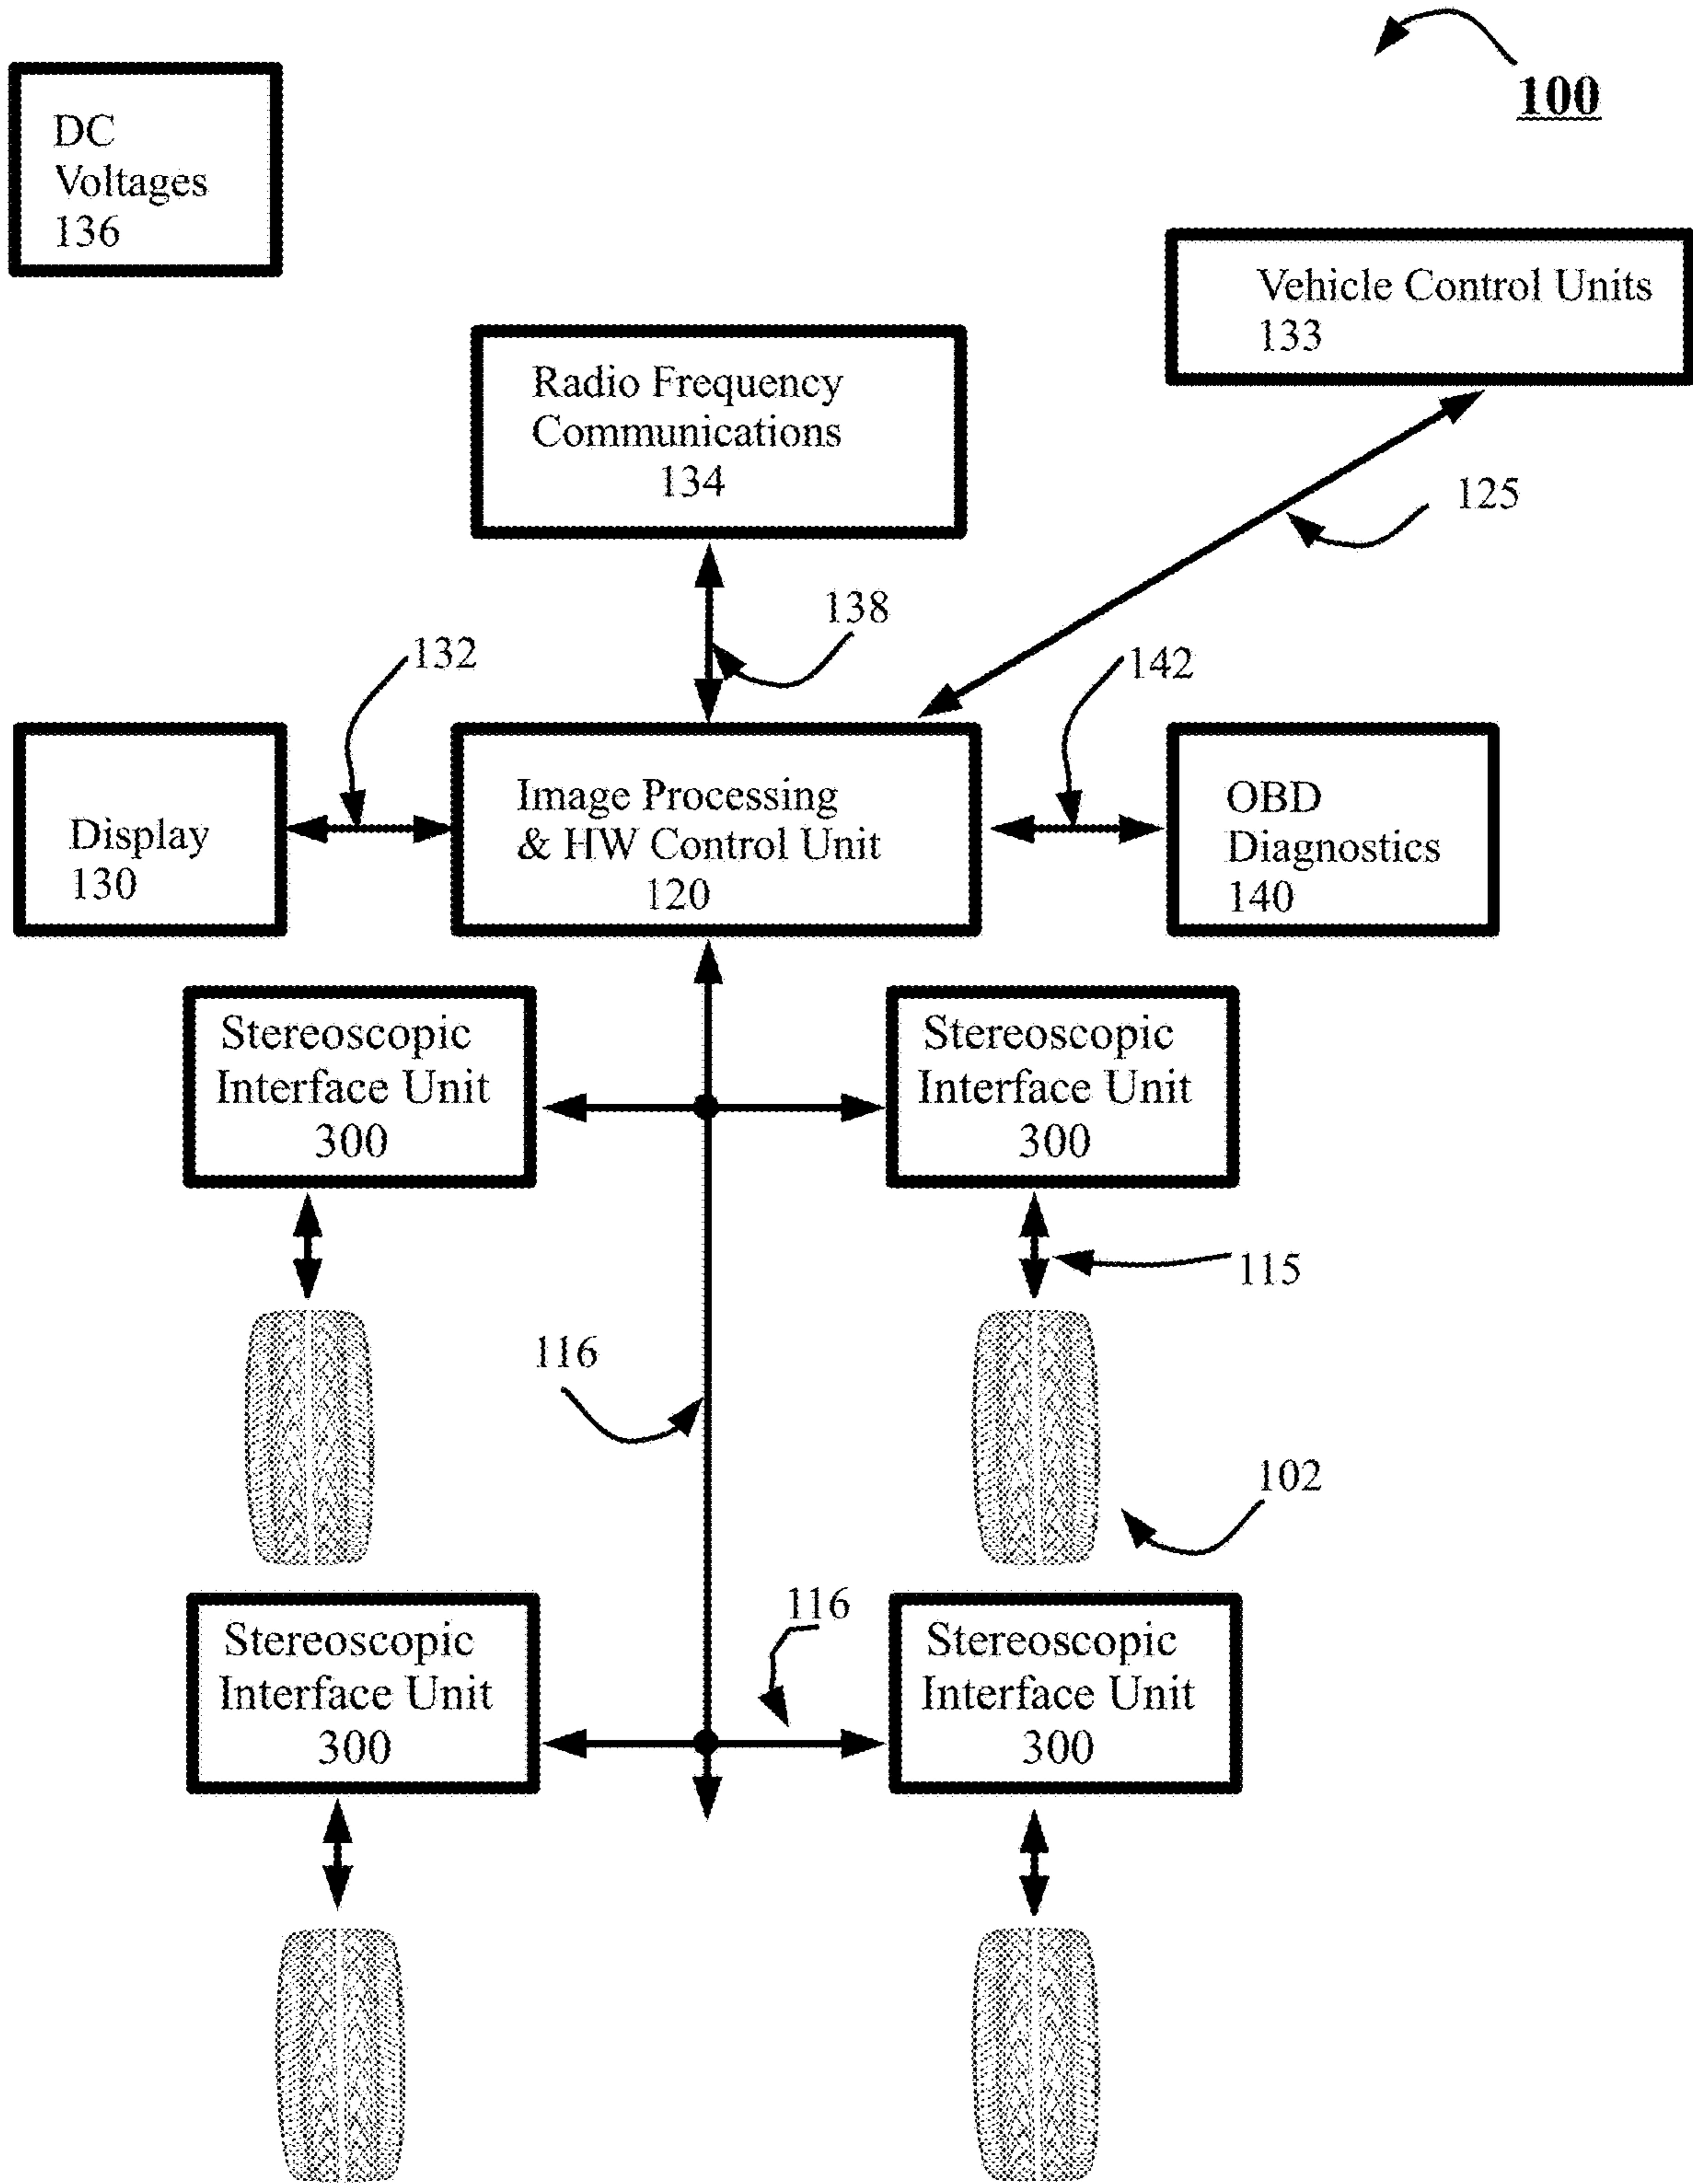 100
DC
Voltages
136
Vehicle Control Units
133
Radio Frequency
Communications
134
125
138
132
142
Image Processing
& HW Control Unit
120
OBD
Diagnostics
140
Display
130
Stereoscopic
Interface Unit
300
Stereoscopic
Interface Unit
300
115
116
102
116
Stereoscopic
Interface Unit
300
Stereoscopic
Interface Unit
300